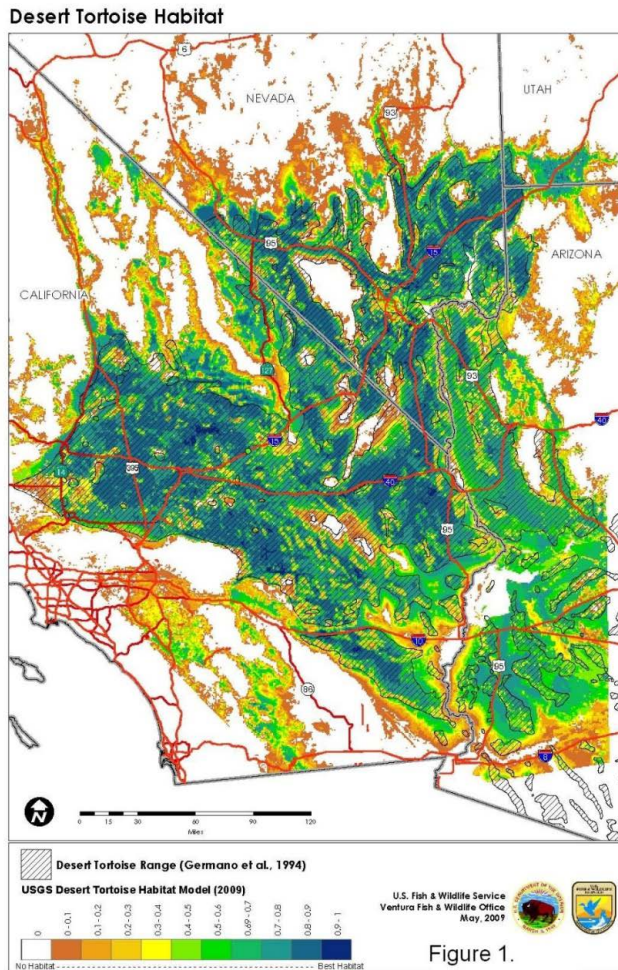 Desert Tortoise Habitat
6
NEVADA
UTAH
93
95
15
ARIZONA
CALIFORNIA
127
93
40
15
14
395
40
95
10
95
86
8
N
0 15 30 60 90 120
Miles
Desert Tortoise Range (Germano et al., 1994)
USGS Desert Tortoise Habitat Model (2009)
0
0 - 0.1
0.1 - 0.2
0.2 - 0.3
0.3 - 0.4
0.4 - 0.5
0.5 - 0.6
0.69 - 0.7
0.7 - 0.8
0.8 - 0.9
0.9 - 1
No Habitat
Best Habitat
U.S. Fish & Wildlife Service
Ventura Fish & Wildlife Office
May, 2009
Figure 1.